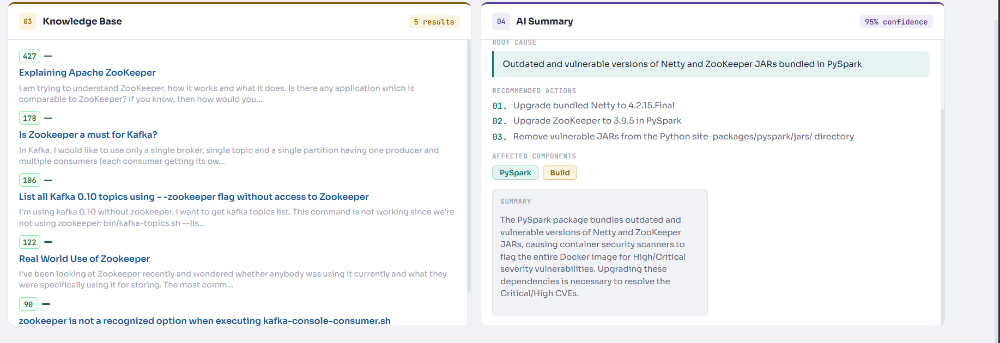 03 Knowledge Base 5 results
427 —
Explaining Apache ZooKeeper
I am trying to understand ZooKeeper, how it works and what it does. Is there any application which is
comparable to ZooKeeper? If you know, then how would you...
178 —
Is Zookeeper a must for Kafka?
In Kafka, I would like to use only a single broker, single topic and a single partition having one producer and
multiple consumers (each consumer getting its ow...
106 —
List all Kafka 0.10 topics using - -zookeeper flag without access to Zookeeper
I'm using kafka 0.10 without zookeeper. I want to get kafka topics list. This command is not working since we're
not using zookeeper: bin/kafka-topics.sh --lis...
122 —
Real World Use of Zookeeper
I've been looking at Zookeeper recently and wondered whether anybody was using it currently and what they
were specifically using it for storing. The most comm...
90 —
zookeeper is not a recognized option when executing kafka-console-consumer.sh
04 AI Summary 95% confidence
ROOT CAUSE
Outdated and vulnerable versions of Netty and ZooKeeper JARs bundled in PySpark
RECOMMENDED ACTIONS
01. Upgrade bundled Netty to 4.2.15.Final
02. Upgrade ZooKeeper to 3.9.5 in PySpark
03. Remove vulnerable JARs from the Python site-packages/pyspark/jars/ directory
AFFECTED COMPONENTS
PySpark Build
SUMMARY
The PySpark package bundles outdated and
vulnerable versions of Netty and ZooKeeper
JARs, causing container security scanners to
flag the entire Docker image for High/Critical
severity vulnerabilities. Upgrading these
dependencies is necessary to resolve the
Critical/High CVEs.